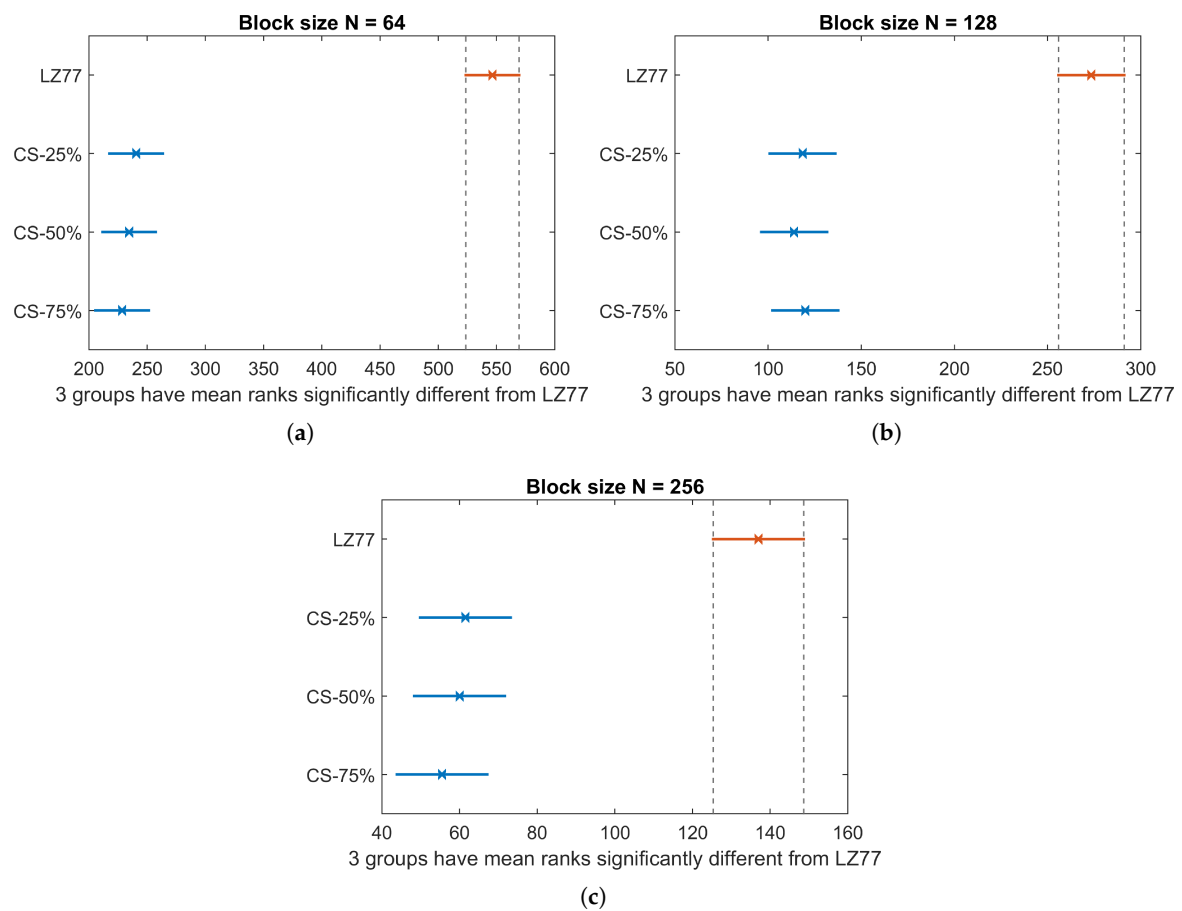 Block size N = 64
LZ77
CS-25%
CS-50%
CS-75%
200 250 300 350 400 450 500 550 600
3 groups have mean ranks significantly different from LZ77
(a)
Block size N = 128
LZ77
CS-25%
CS-50%
CS-75%
50 100 150 200 250 300
3 groups have mean ranks significantly different from LZ77
(b)
Block size N = 256
LZ77
CS-25%
CS-50%
CS-75%
40 60 80 100 120 140 160
3 groups have mean ranks significantly different from LZ77
(c)